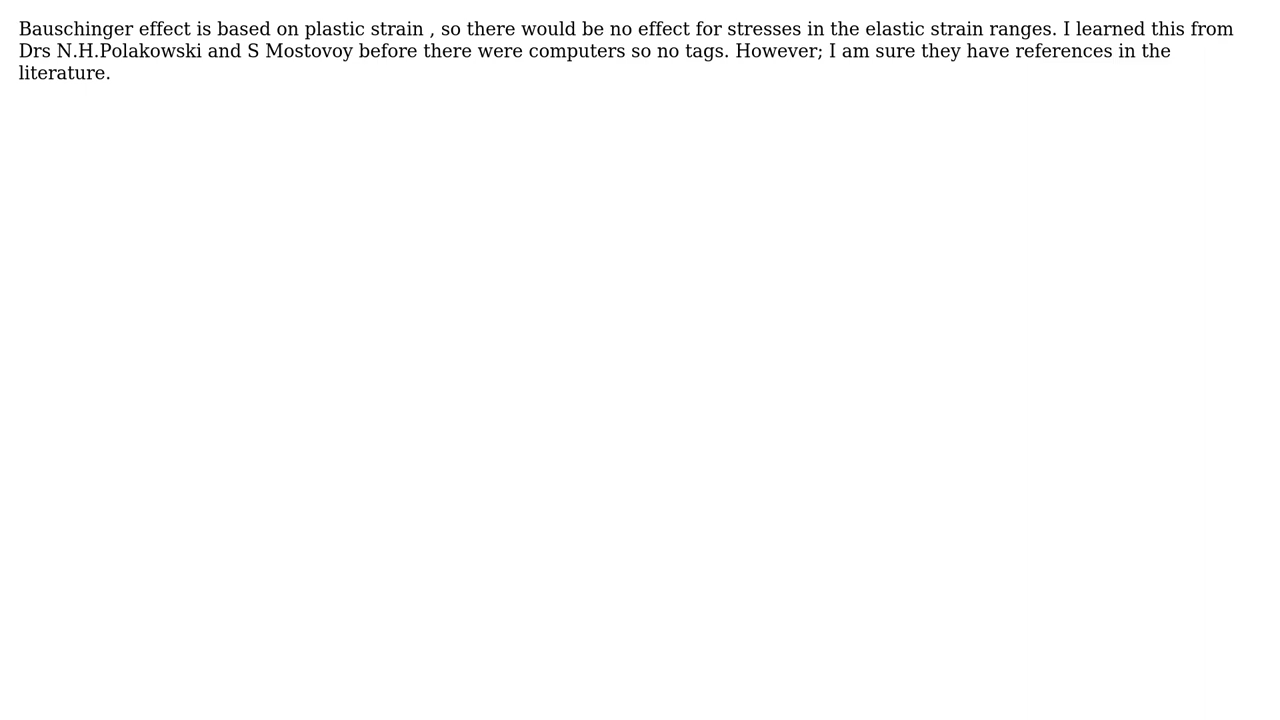 Bauschinger effect is based on plastic strain , so there would be no effect for stresses in the elastic strain ranges. I learned this from
Drs N.H.Polakowski and S Mostovoy before there were computers so no tags. However; I am sure they have references in the
literature.